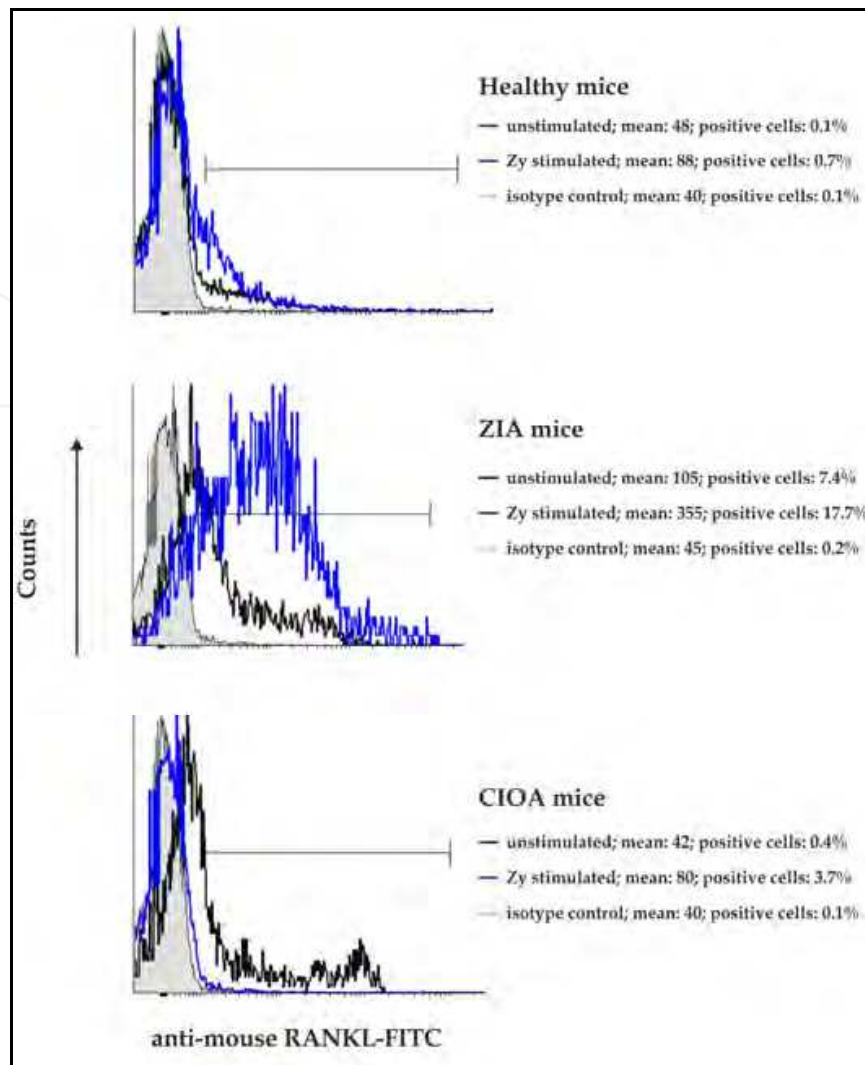 Healthy mice
unstimulated; mean: 48; positive cells: 0.1%
Zy stimulated; mean: 88; positive cells: 0.7%
isotype control; mean: 40; positive cells: 0.1%
ZIA mice
unstimulated; mean: 105; positive cells: 7.4%
Zy stimulated; mean: 355; positive cells: 17.7%
isotype control; mean: 45; positive cells: 0.2%
Counts
CIOA mice
unstimulated; mean: 42; positive cells: 0.4%
Zy stimulated; mean: 80; positive cells: 3.7%
isotype control; mean: 40; positive cells: 0.1%
anti-mouse RANKL-FITC